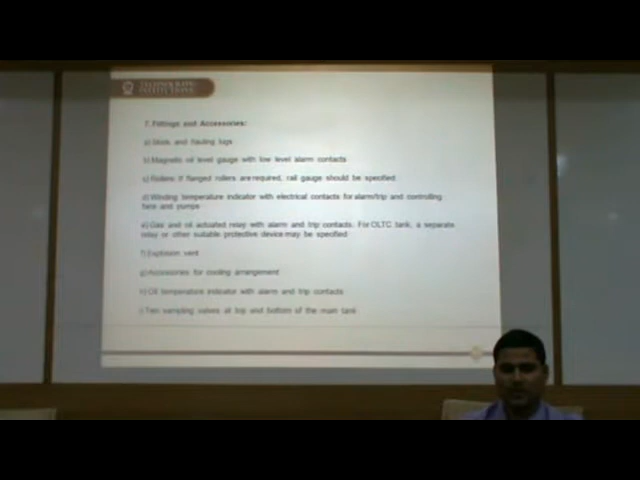 TECHNOCRATS
INSTITUTIONS
7. Fittings and Accessories:
a) Skids and hauling lugs
b) Magnetic oil level gauge with low level alarm contacts
c) Rollers if flanged rollers are required, rail gauge should be specified
d) Winding temperature indicator with electrical contacts for alarm/trip and controlling
fans and pumps
e) Gas and oil actuated relay with alarm and trip contacts. For OLTC tank, a separate
relay or other suitable protective device may be specified
f) Explosion vent
g) Accessories for cooling arrangement
h) Oil temperature indicator with alarm and trip contacts
i) Two sampling valves at top and bottom of the main tank